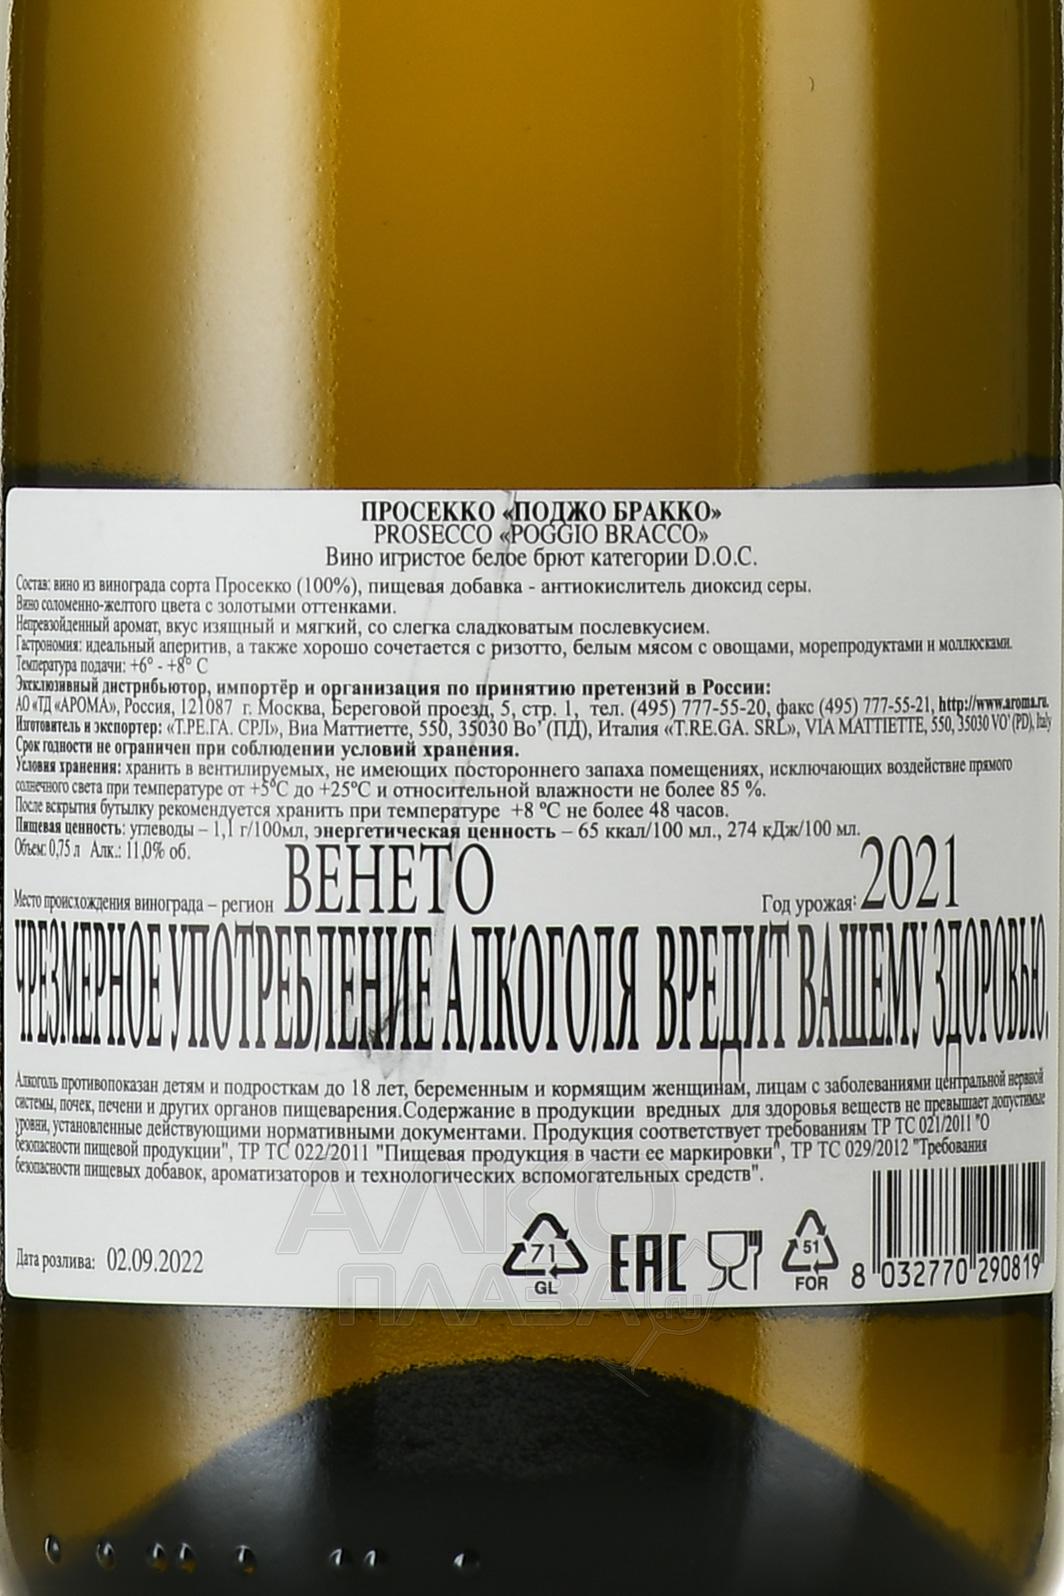 ПРОСЕККО «ПОДЖО БРАККО»
PROSECCO «POGGIO BRACCO»
Вино игристое белое брют категории D.O.C.
Состав: вино из винограда сорта Просекко (100%), пищевая добавка - антиокислитель диоксид серы.
Вино соломенно-желтого цвета с золотыми оттенками.
Непревзойденный аромат, вкус изящный и мягкий, со слегка сладковатым послевкусием.
Гастрономия: идеальный аперитив, а также хорошо сочетается с ризотто, белым мясом с овощами, морепродуктами и моллюсками.
Температура подачи: +6° - +8° С
Эксклюзивный дистрибьютор, импортёр и организация по принятию претензий в России:
АО «ТД «АРОМА», Россия, 121087 г. Москва, Береговой проезд, 5, стр. 1, тел. (495) 777-55-20, факс (495) 777-55-21, http://www.aroma.ru.
Изготовитель и экспортер: «Т.РЕ.ГА. СРЛ», Виа Маттиетте, 550, 35030 Во' (ПД), Италия «T.RE.GA. SRL», VIA MATTIETTE, 550, 35030 VO' (PD), Italy
Срок годности не ограничен при соблюдении условий хранения.
Условия хранения: хранить в вентилируемых, не имеющих постороннего запаха помещениях, исключающих воздействие прямого
солнечного света при температуре от +5°С до +25°С и относительной влажности не более 85 %.
После вскрытия бутылку рекомендуется хранить при температуре +8 °С не более 48 часов.
Пищевая ценность: углеводы – 1,1 г/100мл, энергетическая ценность – 65 ккал/100 мл., 274 кДж/100 мл.
Объем: 0,75 л Алк.: 11,0% об.
Место происхождения винограда – регион ВЕНЕТО Год урожая: 2021
ЧРЕЗМЕРНОЕ УПОТРЕБЛЕНИЕ АЛКОГОЛЯ ВРЕДИТ ВАШЕМУ ЗДОРОВЬЮ.
Алкоголь противопоказан детям и подросткам до 18 лет, беременным и кормящим женщинам, лицам с заболеваниями центральной нервной
системы, почек, печени и других органов пищеварения.Содержание в продукции вредных для здоровья веществ не превышает допустимые
уровни, установленные действующими нормативными документами. Продукция соответствует требованиям ТР ТС 021/2011 "О
безопасности пищевой продукции", ТР ТС 022/2011 "Пищевая продукция в части ее маркировки", ТР ТС 029/2012 "Требования
безопасности пищевых добавок, ароматизаторов и технологических вспомогательных средств".
Дата розлива: 02.09.2022
71
GL
EAC
51
FOR
8 032770 290819
АЛКО
ПЛАЗА.ru